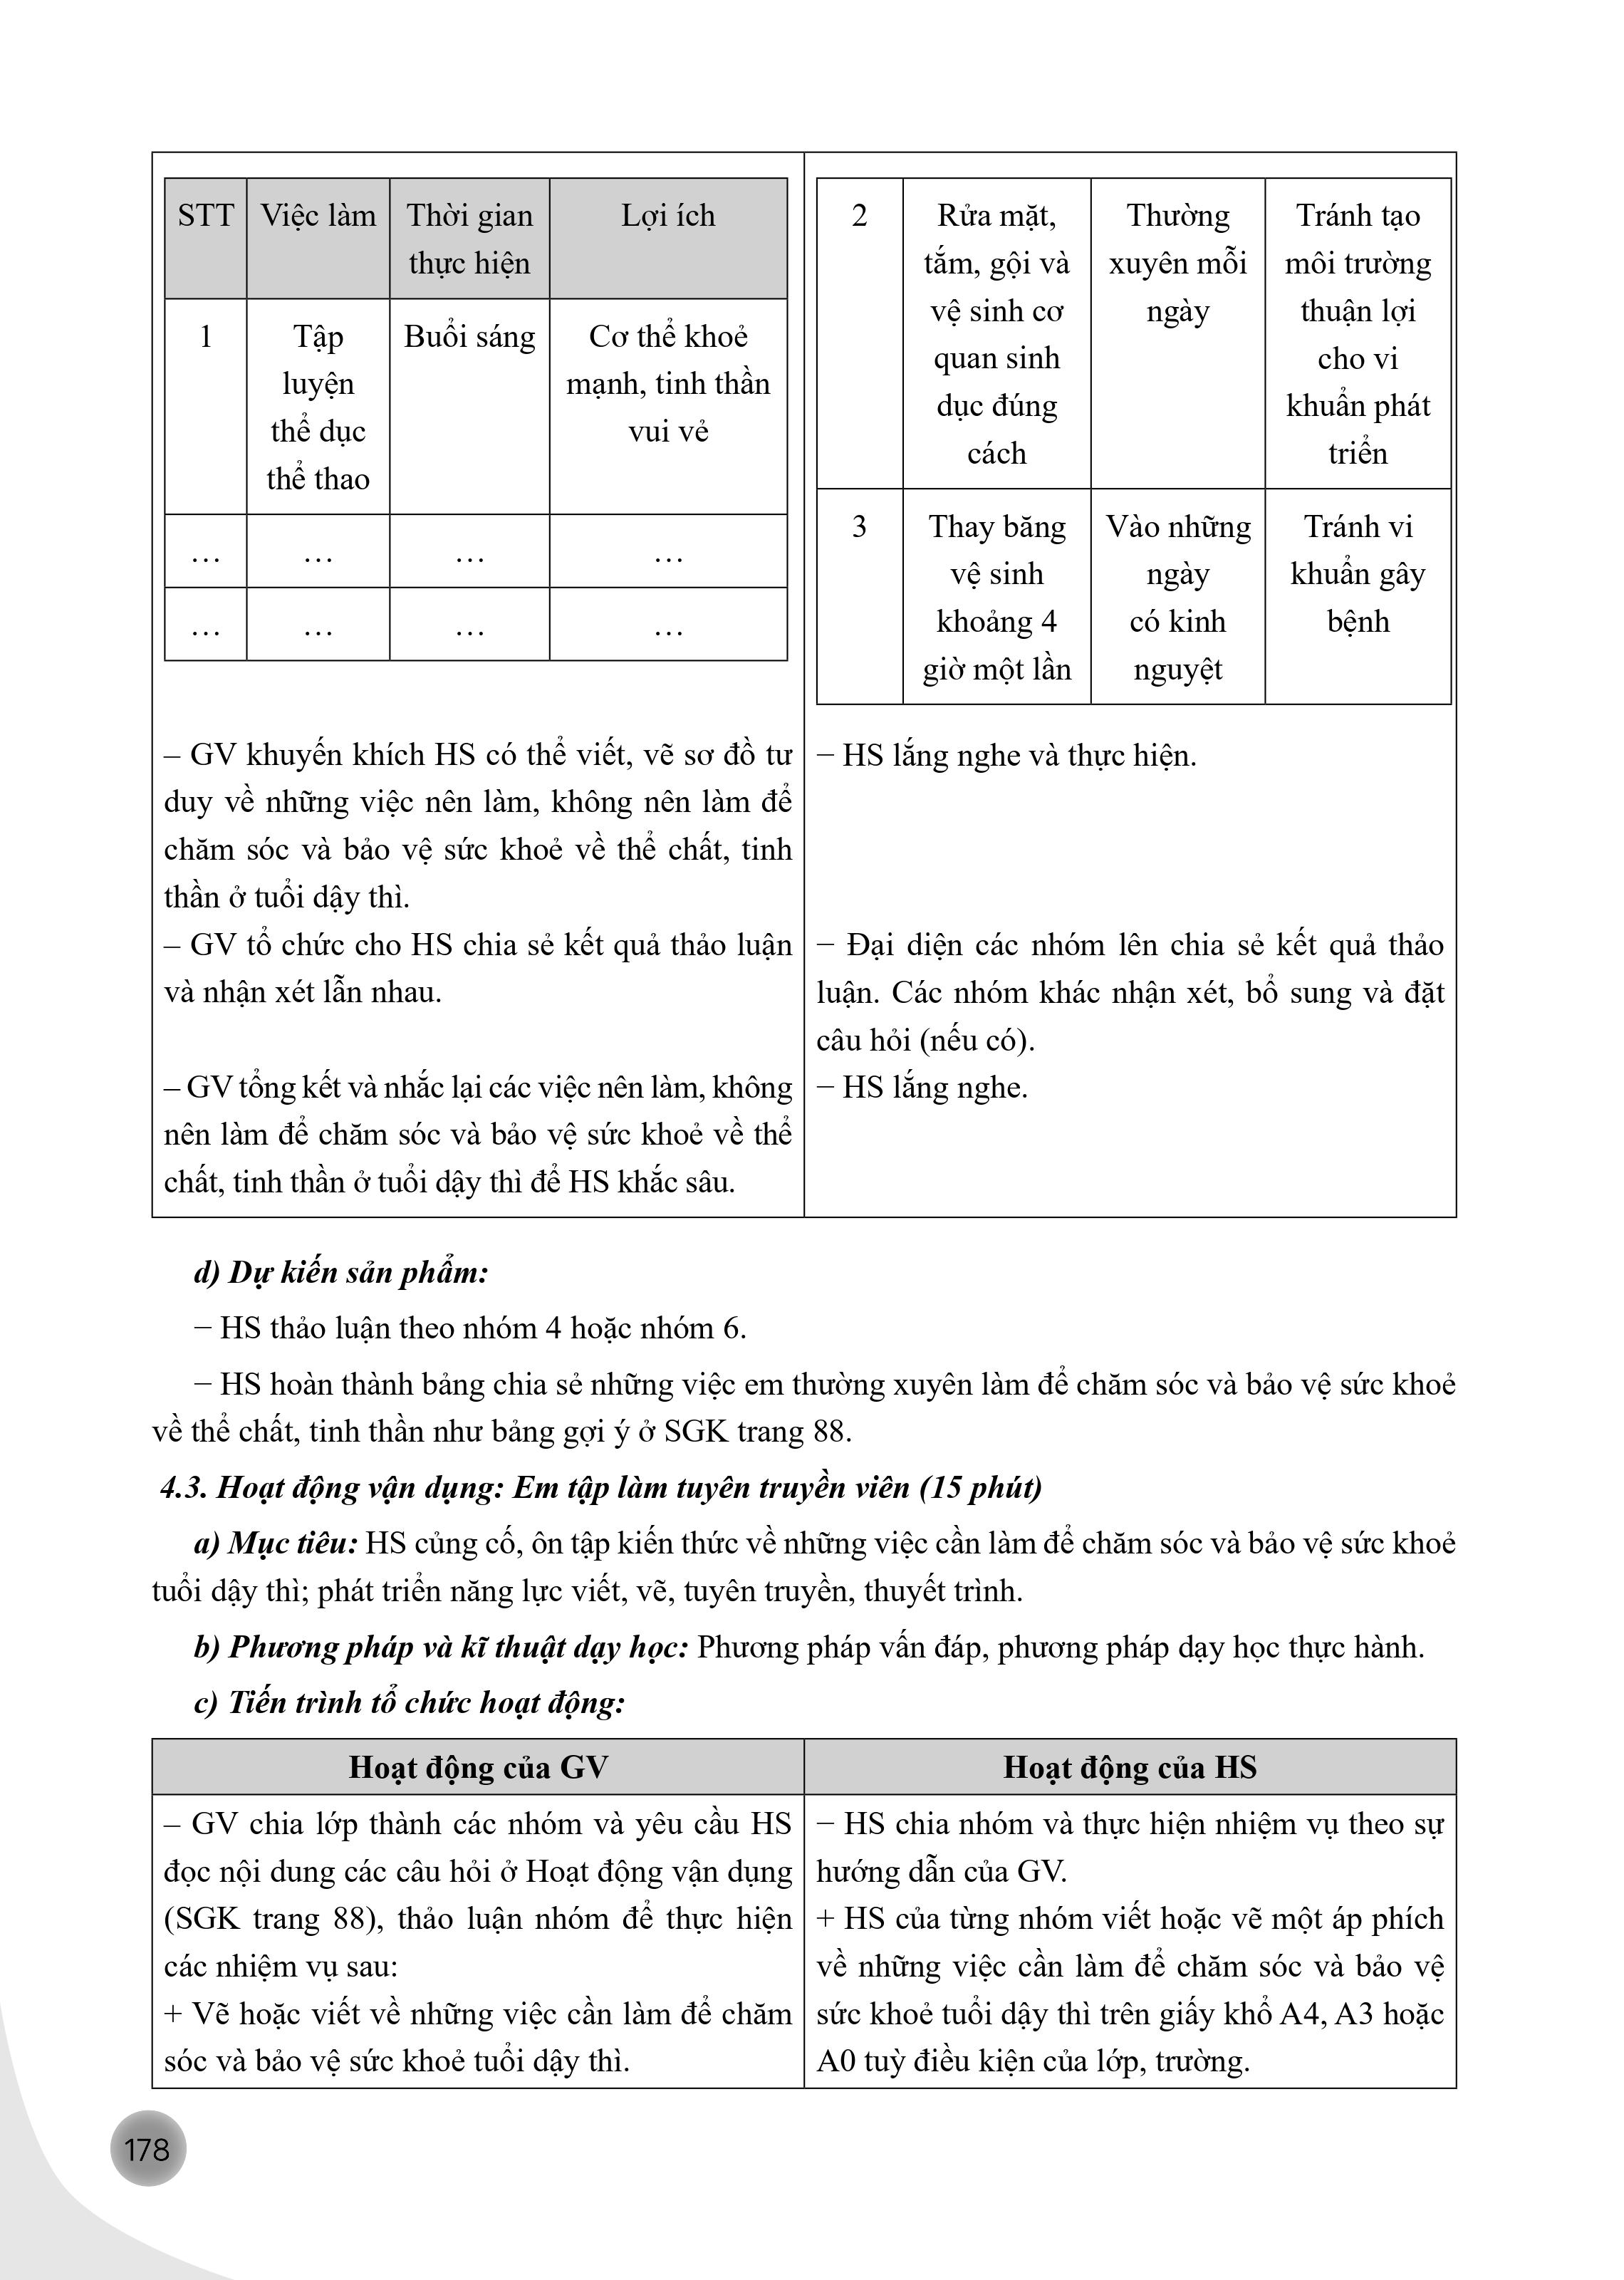 STT Việc làm Thời gian Lợi ích
thực hiện
1 Tập Buổi sáng Cơ thể khoẻ
luyện mạnh, tinh thần
thể dục vui vẻ
thể thao
… … … …
… … … …
– GV khuyến khích HS có thể viết, vẽ sơ đồ tư
duy về những việc nên làm, không nên làm để
chăm sóc và bảo vệ sức khoẻ về thể chất, tinh
thần ở tuổi dậy thì.
– GV tổ chức cho HS chia sẻ kết quả thảo luận
và nhận xét lẫn nhau.
– GV tổng kết và nhắc lại các việc nên làm, không
nên làm để chăm sóc và bảo vệ sức khoẻ về thể
chất, tinh thần ở tuổi dậy thì để HS khắc sâu.
2 Rửa mặt, Thường Tránh tạo
tắm, gội và xuyên mỗi môi trường
vệ sinh cơ ngày thuận lợi
quan sinh cho vi
dục đúng khuẩn phát
cách triển
3 Thay băng Vào những Tránh vi
vệ sinh ngày khuẩn gây
khoảng 4 có kinh bệnh
giờ một lần nguyệt
− HS lắng nghe và thực hiện.
− Đại diện các nhóm lên chia sẻ kết quả thảo
luận. Các nhóm khác nhận xét, bổ sung và đặt
câu hỏi (nếu có).
− HS lắng nghe.
d) Dự kiến sản phẩm:
− HS thảo luận theo nhóm 4 hoặc nhóm 6.
− HS hoàn thành bảng chia sẻ những việc em thường xuyên làm để chăm sóc và bảo vệ sức khoẻ
về thể chất, tinh thần như bảng gợi ý ở SGK trang 88.
4.3. Hoạt động vận dụng: Em tập làm tuyên truyền viên (15 phút)
a) Mục tiêu: HS củng cố, ôn tập kiến thức về những việc cần làm để chăm sóc và bảo vệ sức khoẻ
tuổi dậy thì; phát triển năng lực viết, vẽ, tuyên truyền, thuyết trình.
b) Phương pháp và kĩ thuật dạy học: Phương pháp vấn đáp, phương pháp dạy học thực hành.
c) Tiến trình tổ chức hoạt động:
Hoạt động của GV
– GV chia lớp thành các nhóm và yêu cầu HS
đọc nội dung các câu hỏi ở Hoạt động vận dụng
(SGK trang 88), thảo luận nhóm để thực hiện
các nhiệm vụ sau:
+ Vẽ hoặc viết về những việc cần làm để chăm
sóc và bảo vệ sức khoẻ tuổi dậy thì.
Hoạt động của HS
− HS chia nhóm và thực hiện nhiệm vụ theo sự
hướng dẫn của GV.
+ HS của từng nhóm viết hoặc vẽ một áp phích
về những việc cần làm để chăm sóc và bảo vệ
sức khoẻ tuổi dậy thì trên giấy khổ A4, A3 hoặc
A0 tuỳ điều kiện của lớp, trường.
178